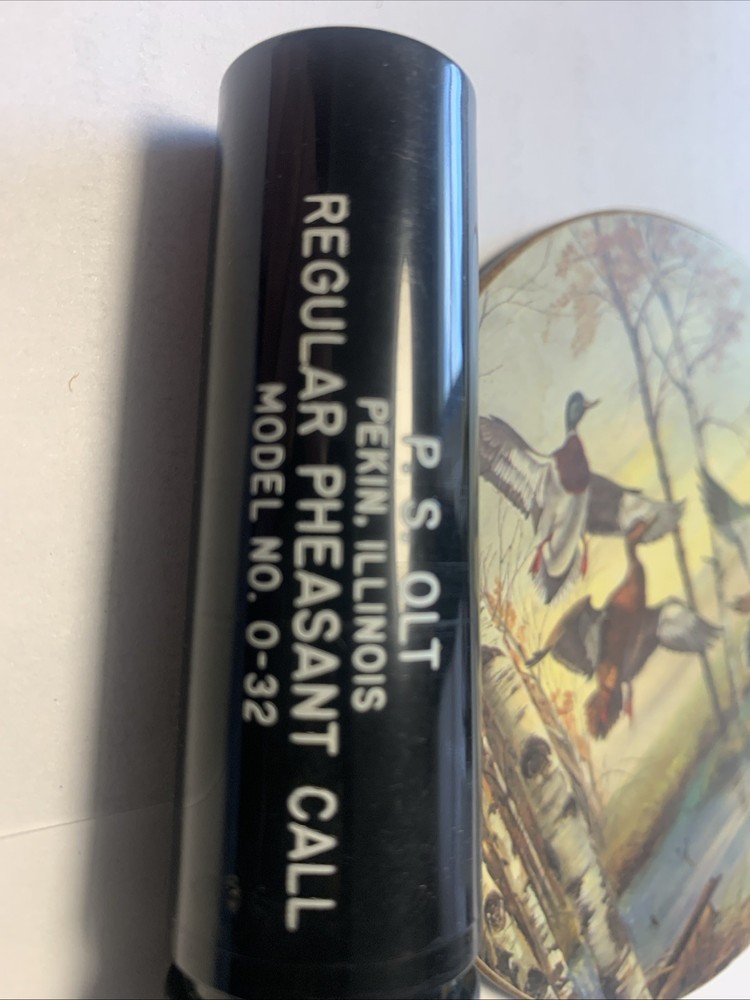 P. S. OLT
PEKIN, ILLINOIS
REGULAR PHEASANT CALL
MODEL NO. 0-32